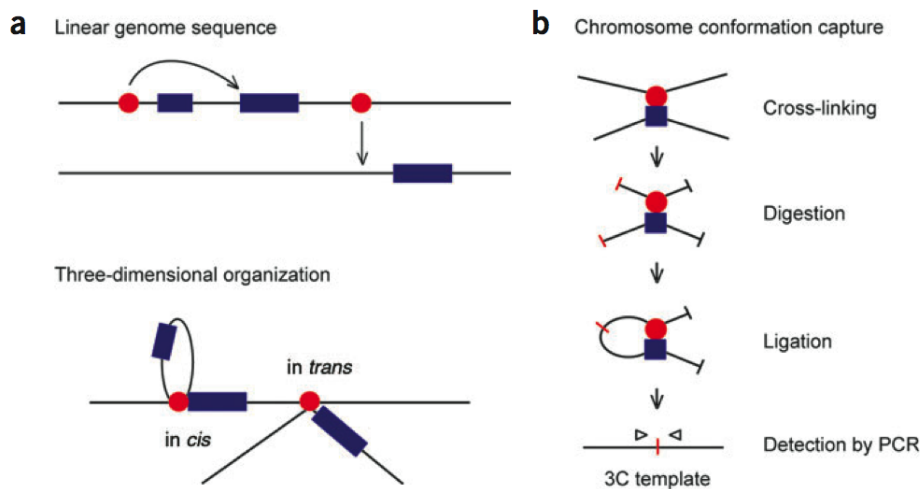 a
Linear genome sequence
Three-dimensional organization
in trans
in cis
b
Chromosome conformation capture
Cross-linking
Digestion
Ligation
Detection by PCR
3C template